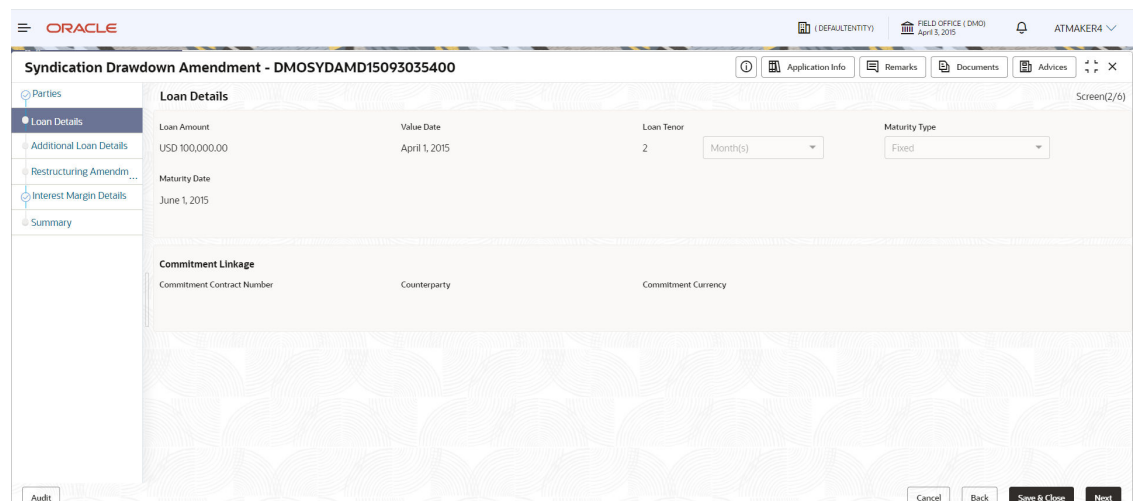 ORACLE
( DEFAULTENTITY)
FIELD OFFICE ( DMO)
April 3, 2015
ATMAKER4
Syndication Drawdown Amendment - DMOSYDAMD15093035400
Application Info
Remarks
Documents
Advices
Parties
Loan Details
Additional Loan Details
Restructuring Amendm...
Interest Margin Details
Summary
Loan Details
Screen(2/6)
Loan Amount
Value Date
Loan Tenor
Maturity Type
USD 100,000.00
April 1, 2015
2
Month(s)
Fixed
Maturity Date
June 1, 2015
Commitment Linkage
Commitment Contract Number
Counterparty
Commitment Currency
Audit
Cancel
Back
Save & Close
Next